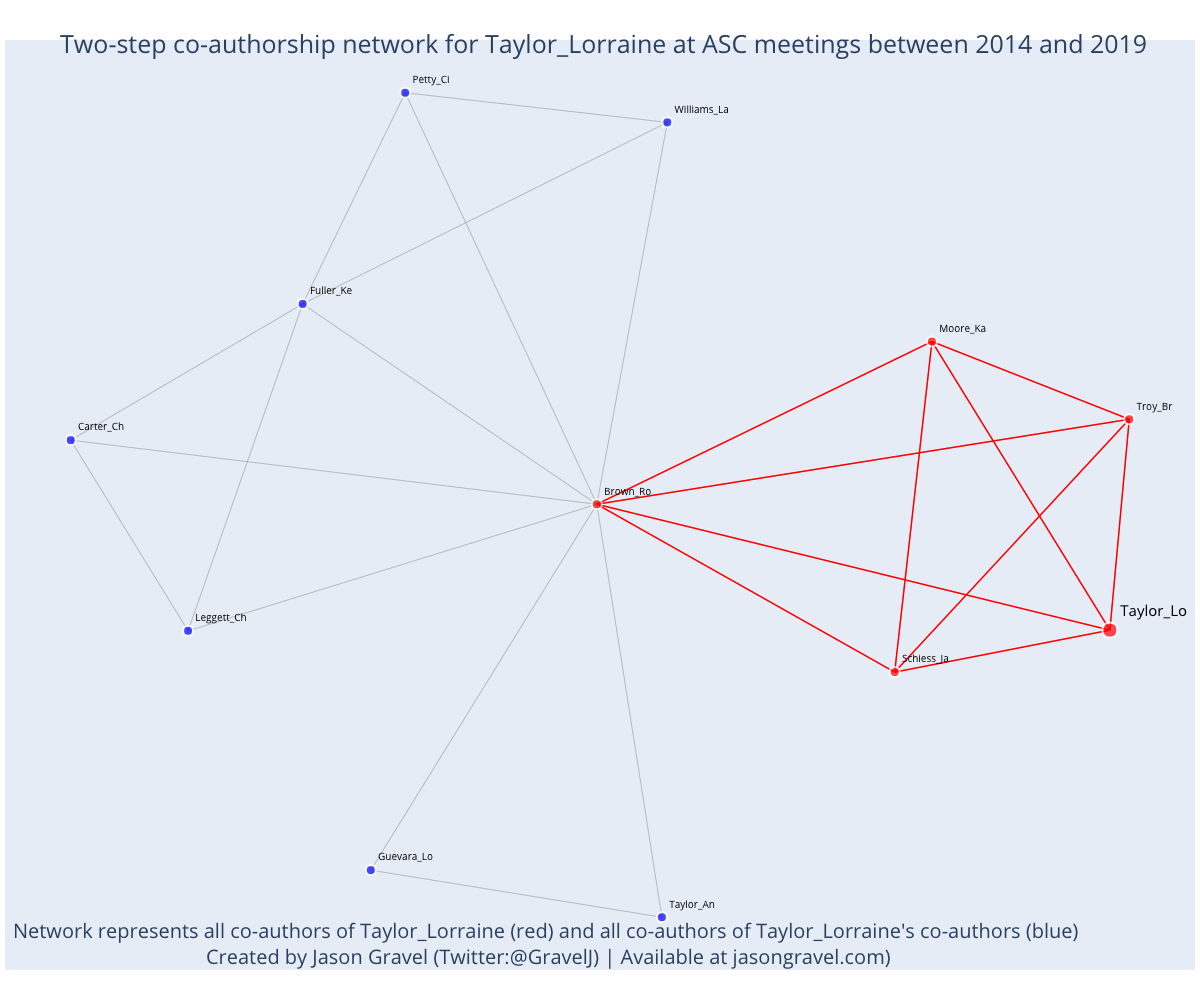 Two-step co-authorship network for Taylor_Lorraine at ASC meetings between 2014 and 2019
Petty_Ci
Williams_La
Fuller_Ke
Moore_Ka
Troy_Br
Carter_Ch
Brown_Ro
Taylor_Lo
Leggett_Ch
Schiess_Ja
Guevara_Lo
Taylor_An
Network represents all co-authors of Taylor_Lorraine (red) and all co-authors of Taylor_Lorraine's co-authors (blue)
Created by Jason Gravel (Twitter:@GravelJ) | Available at jasongravel.com)